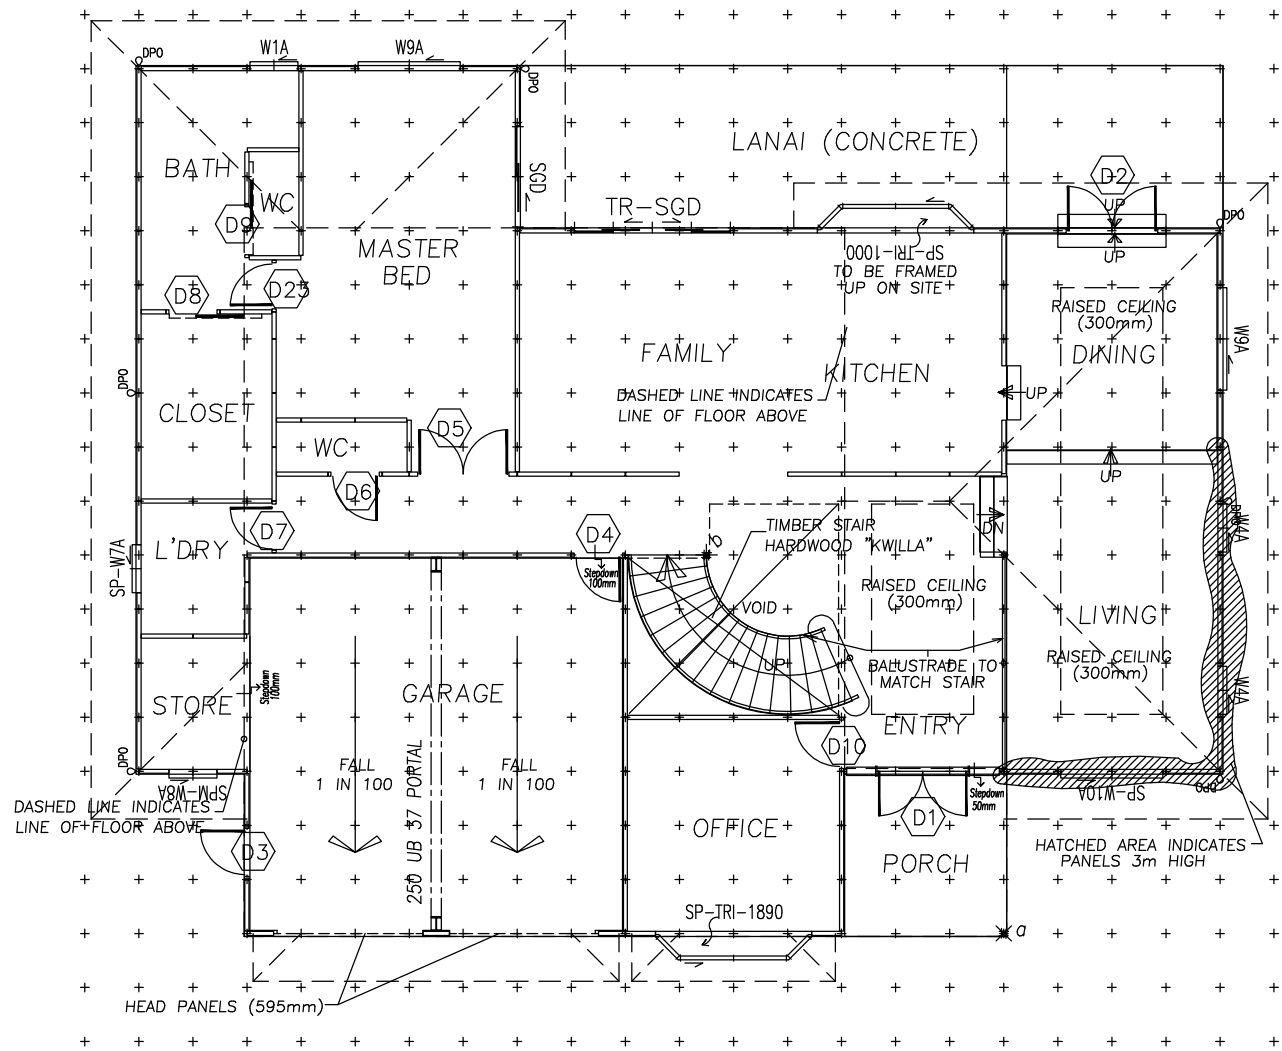 DPO
W1A
W9A
DPO
LANAI (CONCRETE)
BATH
WC
D9
SGD
TR-SGD
D2
UP
DPO
UP
MASTER
BED
SP-TRI-1000
TO BE FRAMED
UP ON SITE
D8
D23
RAISED CEILING
(300mm)
DINING
W9A
FAMILY
KITCHEN
DASHED LINE INDICATES
LINE OF FLOOR ABOVE
UP
DPO
CLOSET
WC
D5
D6
UP
D7
L'DRY
SP-W7A
D4
Stepdown
100mm
b
TIMBER STAIR
HARDWOOD "KWILLA"
DN
DPO
W4A
RAISED CEILING
(300mm)
VOID
UP
LIVING
RAISED CEILING
(300mm)
W4A
BALUSTRADE TO
MATCH STAIR
STORE
Stepdown
100mm
GARAGE
ENTRY
D10
DPO
FALL
1 IN 100
250 UB 37 PORTAL
FALL
1 IN 100
SPM-W8A
DASHED LINE INDICATES
LINE OF FLOOR ABOVE
D3
OFFICE
D1
Stepdown
50mm
SP-W10A
DPO
PORCH
HATCHED AREA INDICATES
PANELS 3m HIGH
SP-TRI-1890
a
HEAD PANELS (595mm)